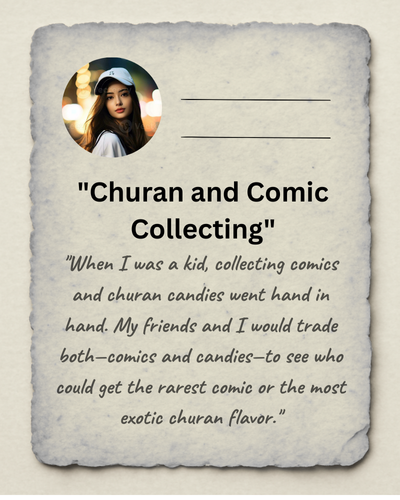 "Churan and Comic
Collecting"
"When I was a kid, collecting comics
and churan candies went hand in
hand. My friends and I would trade
both—comics and candies—to see who
could get the rarest comic or the most
exotic churan flavor."